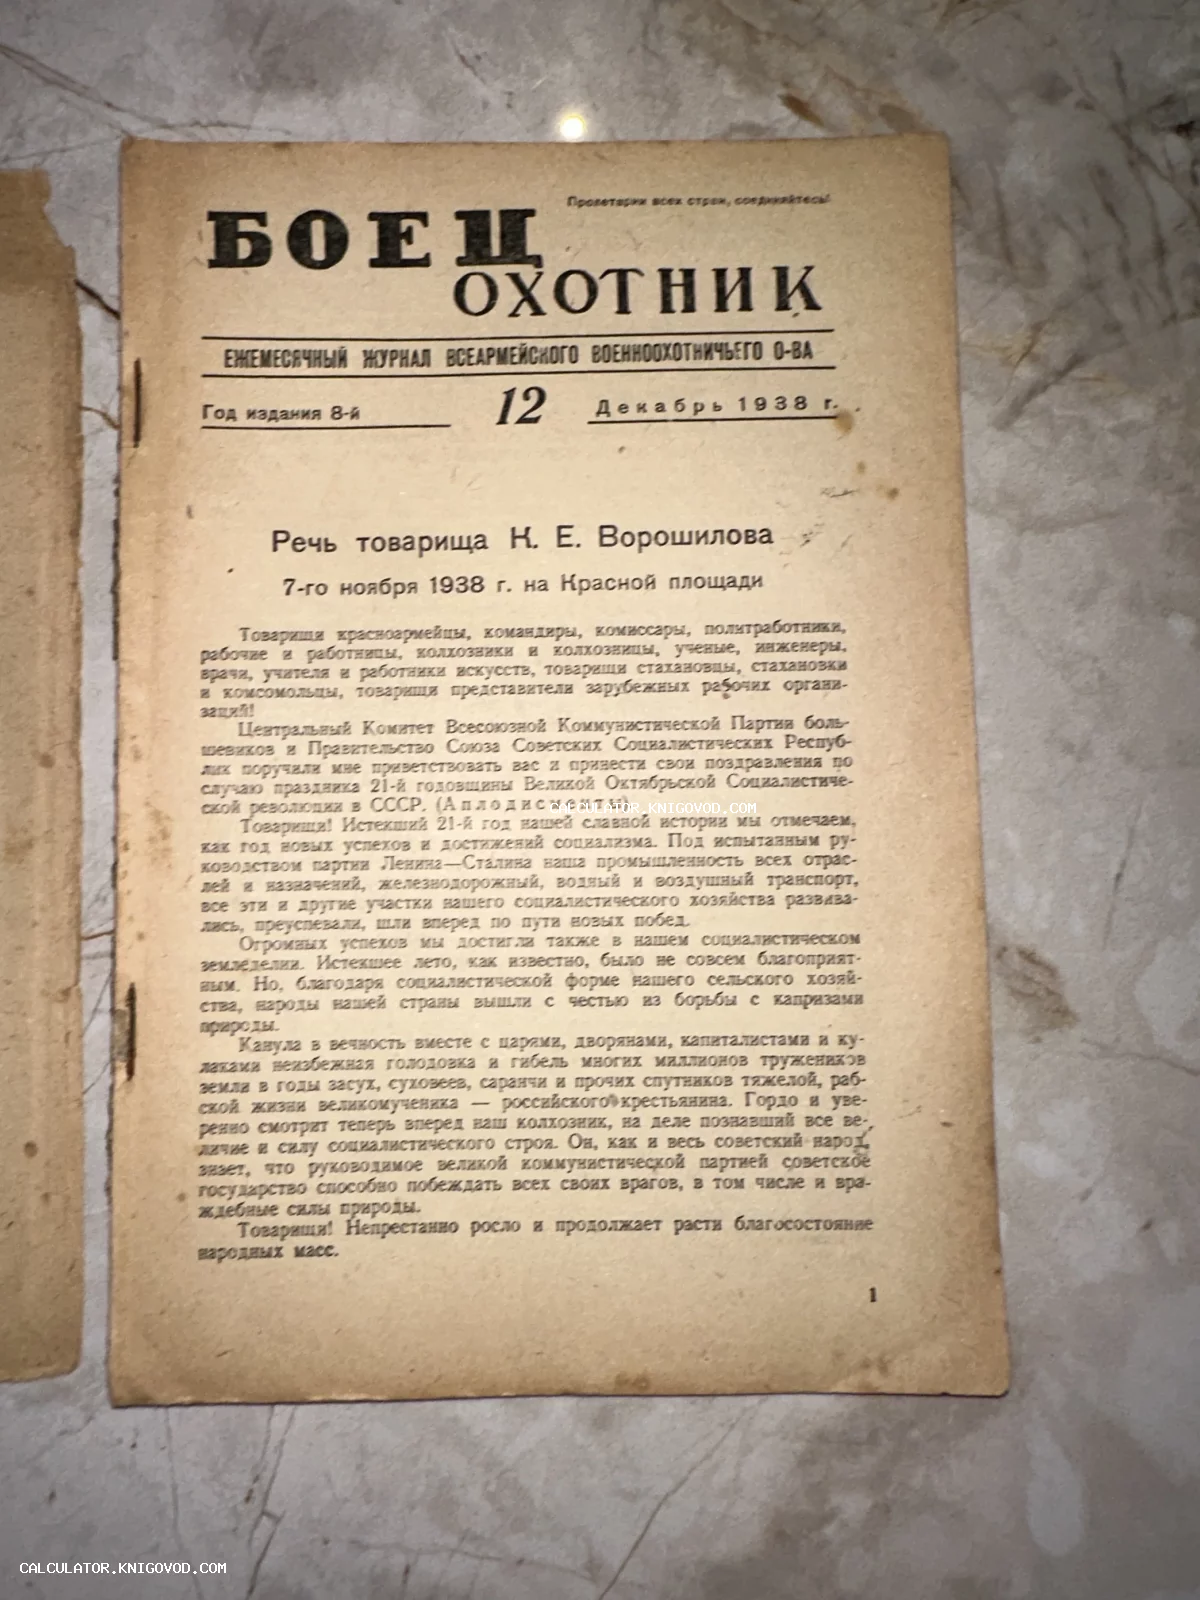 Пролетарии всех стран, соединяйтесь!
БОЕЦ
ОХОТНИК
ЕЖЕМЕСЯЧНЫЙ ЖУРНАЛ ВСЕАРМЕЙСКОГО ВОЕННООХОТНИЧЬЕГО О-ВА
Год издания 8-й 12 Декабрь 1938 г.
Речь товарища К. Е. Ворошилова
7-го ноября 1938 г. на Красной площади
Товарищи красноармейцы, командиры, комиссары, политработники,
рабочие и работницы, колхозники и колхозницы, ученые, инженеры,
врачи, учителя и работники искусств, товарищи стахановцы, стахановки
и комсомольцы, товарищи представители зарубежных рабочих органи-
заций!
Центральный Комитет Всесоюзной Коммунистической Партии боль-
шевиков и Правительство Союза Советских Социалистических Респуб-
лик поручили мне приветствовать вас и принести свои поздравления по
случаю праздника 21-й годовщины Великой Октябрьской Социалистиче-
ской революции в СССР. (Аплодисменты).
CALCULATOR.KNIGOVOD.COM
Товарищи! Истекший 21-й год нашей славной истории мы отмечаем,
как год новых успехов и достижений социализма. Под испытанным ру-
ководством партии Ленина—Сталина наша промышленность всех отрас-
лей и назначений, железнодорожный, водный и воздушный транспорт,
все эти и другие участки нашего социалистического хозяйства развива-
лись, преуспевали, шли вперед по пути новых побед.
Огромных успехов мы достигли также в нашем социалистическом
земледелии. Истекшее лето, как известно, было не совсем благоприят-
ным. Но, благодаря социалистической форме нашего сельского хозяй-
ства, народы нашей страны вышли с честью из борьбы с капризами
природы.
Канула в вечность вместе с царями, дворянами, капиталистами и ку-
лаками неизбежная голодовка и гибель многих миллионов тружеников
земли в годы засух, суховеев, саранчи и прочих спутников тяжелой, раб-
ской жизни великомученика — российского крестьянина. Гордо и уве-
ренно смотрит теперь вперед наш колхозник, на деле познавший все ве-
личие и силу социалистического строя. Он, как и весь советский народ,
знает, что руководимое великой коммунистической партией советское
государство способно побеждать всех своих врагов, в том числе и вра-
ждебные силы природы.
Товарищи! Непрестанно росло и продолжает расти благосостояние
народных масс.
1
CALCULATOR.KNIGOVOD.COM
CALCULATOR.KNIGOVOD.COM